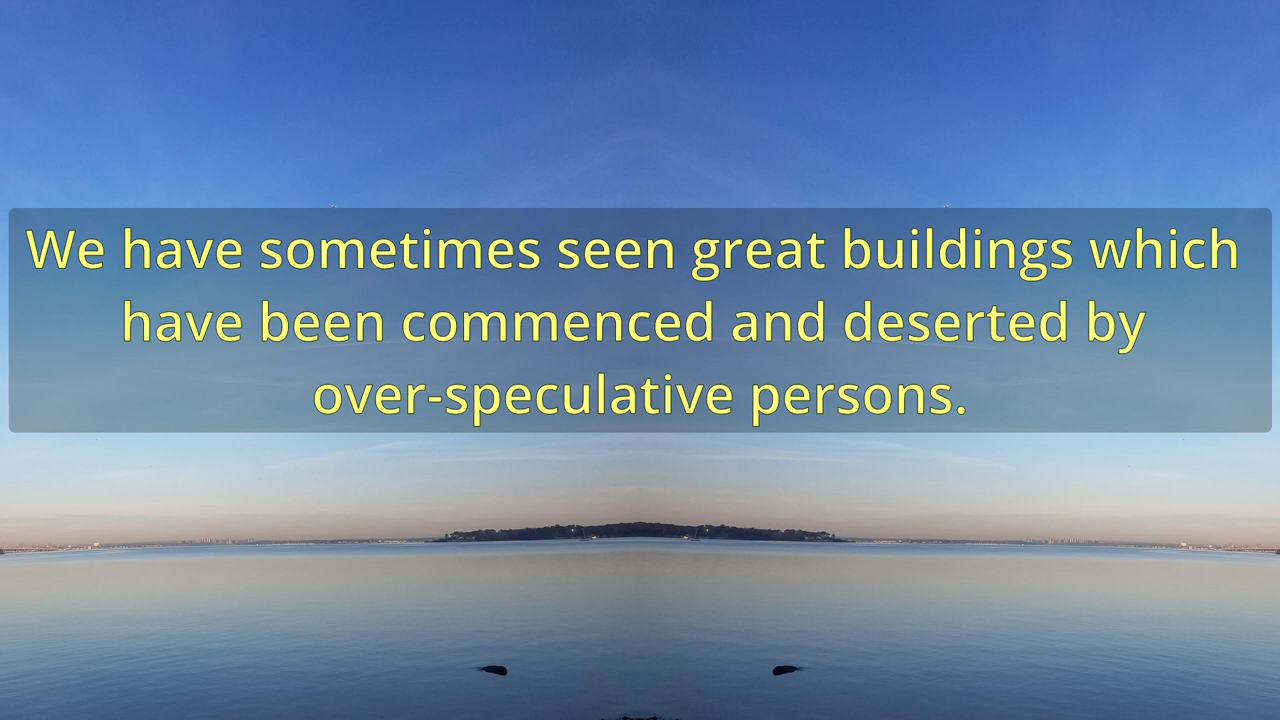 We have sometimes seen great buildings which
have been commenced and deserted by
over-speculative persons.